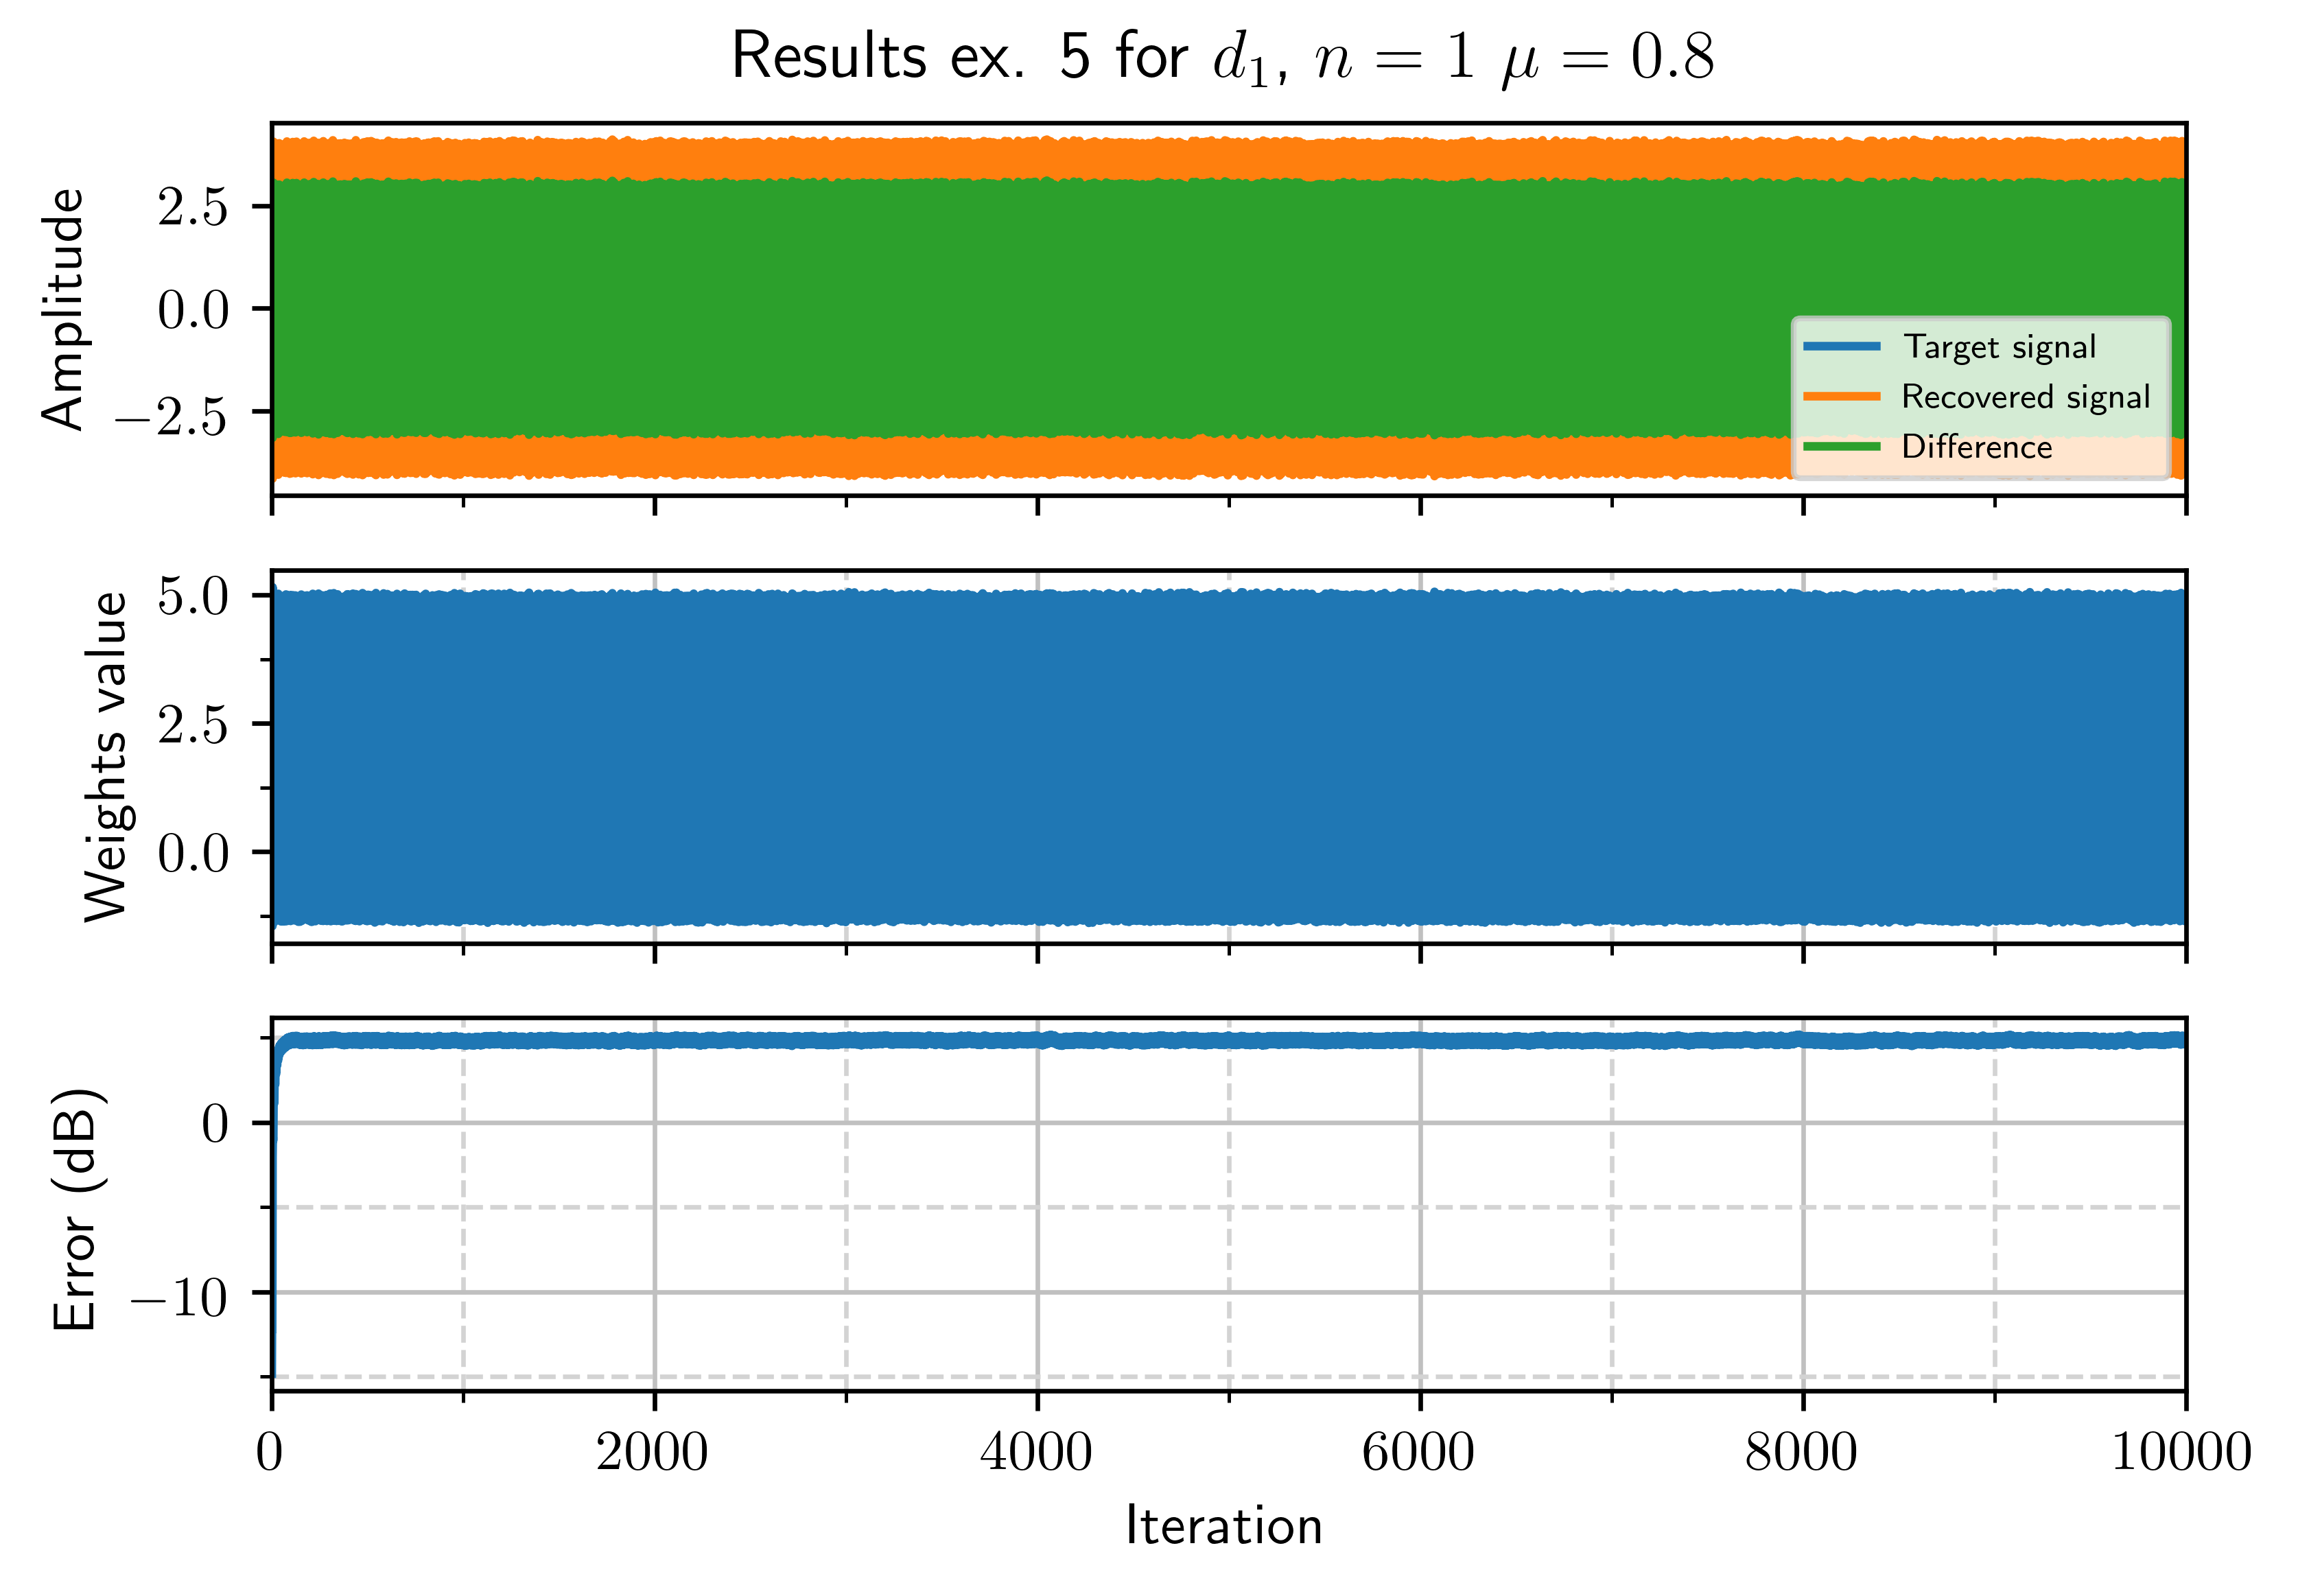 Results ex. 5 for d₁, n = 1 μ = 0.8
Amplitude
2.5
0.0
−2.5
Target signal
Recovered signal
Difference
Weights value
5.0
2.5
0.0
Error (dB)
0
−10
0 2000 4000 6000 8000 10000
Iteration